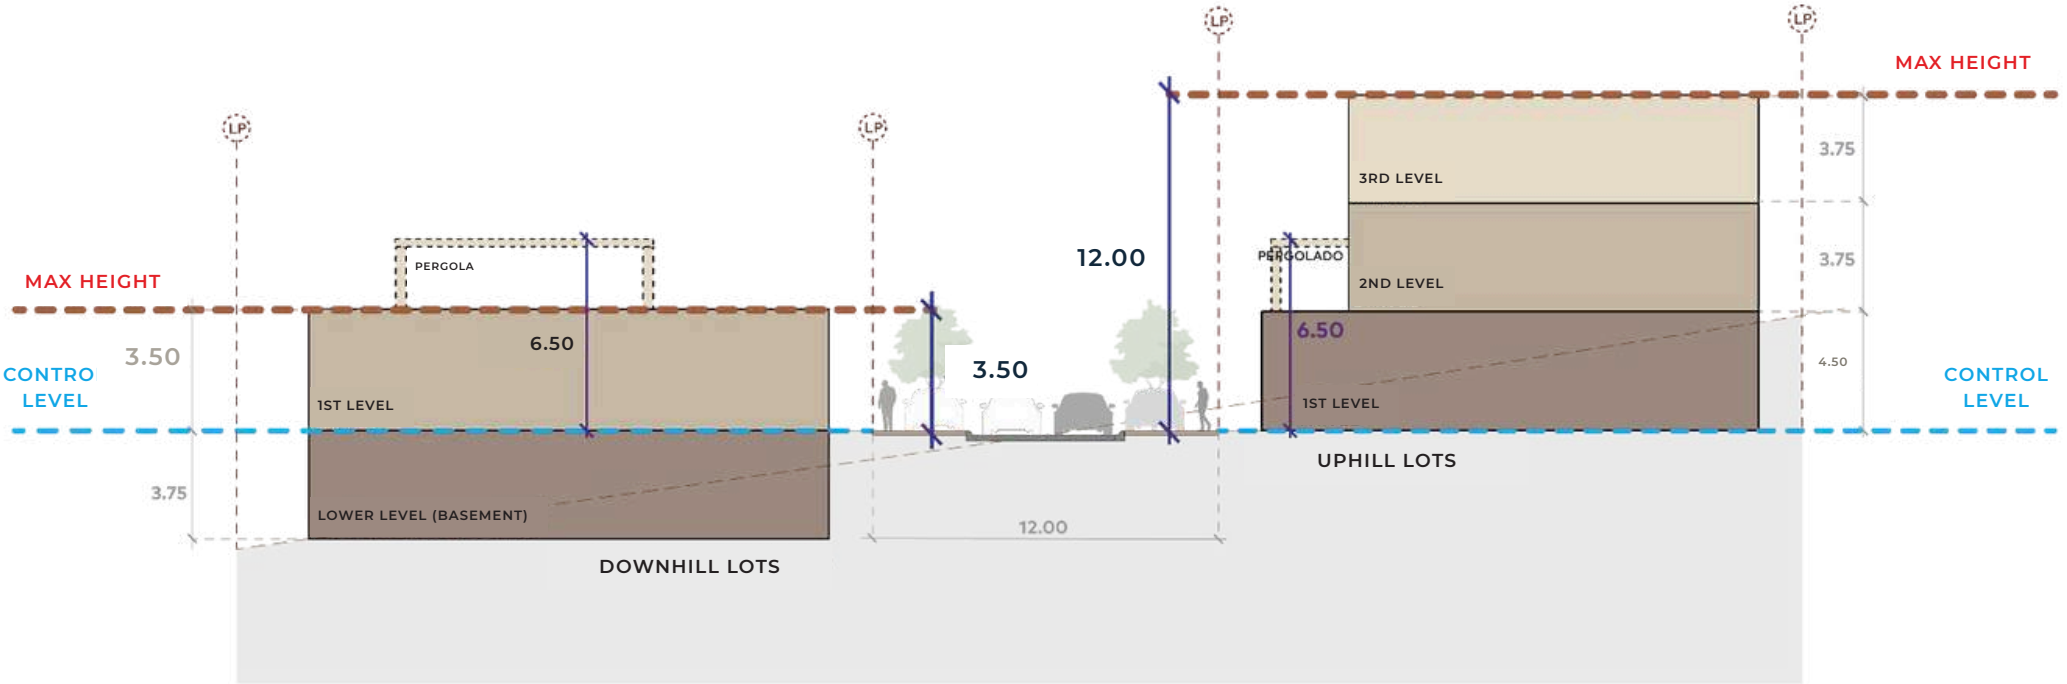 LP
LP
MAX HEIGHT
LP
LP
3.75
3RD LEVEL
12.00
PERGOLADO
3.75
PERGOLA
MAX HEIGHT
2ND LEVEL
6.50
6.50
3.50
3.50
4.50
CONTRO
LEVEL
CONTROL
LEVEL
1ST LEVEL
1ST LEVEL
UPHILL LOTS
3.75
LOWER LEVEL (BASEMENT)
12.00
DOWNHILL LOTS